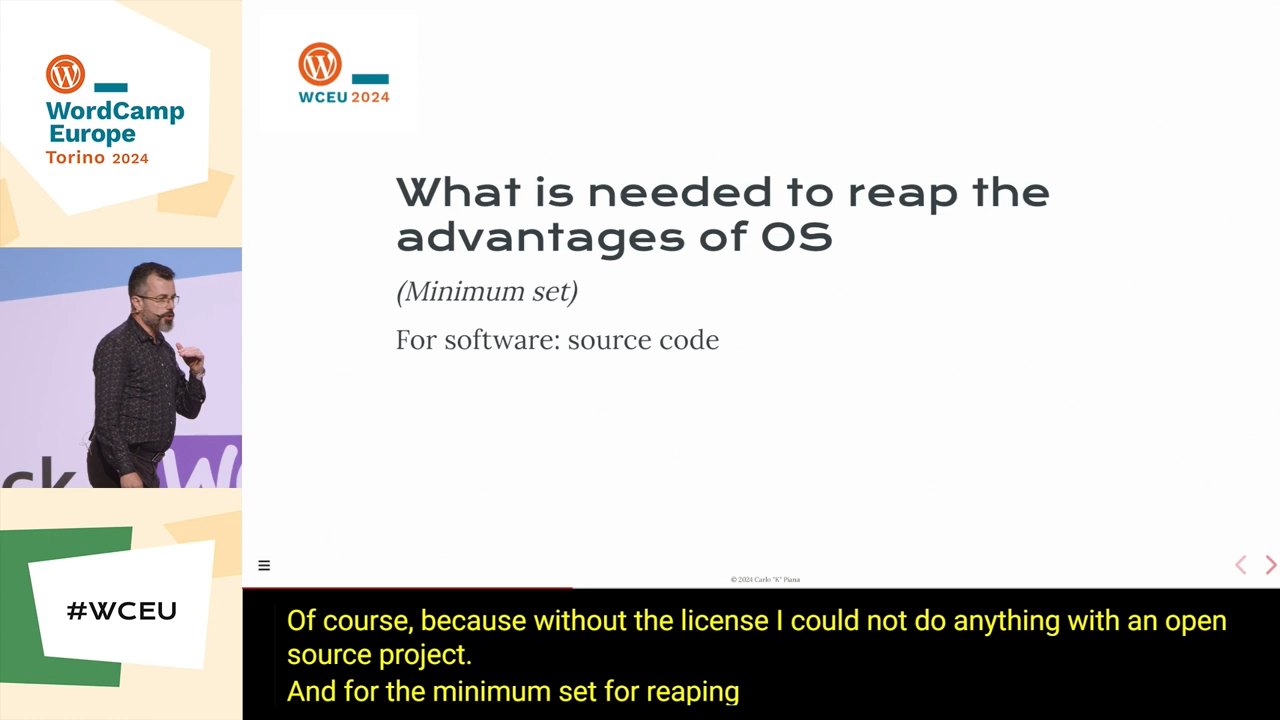 WordCamp
Europe
Torino 2024
WCEU 2024
What is needed to reap the
advantages of OS
(Minimum set)
For software: source code
© 2024 Carlo "K" Piana
ck
#WCEU
Of course, because without the license I could not do anything with an open
source project.
And for the minimum set for reaping